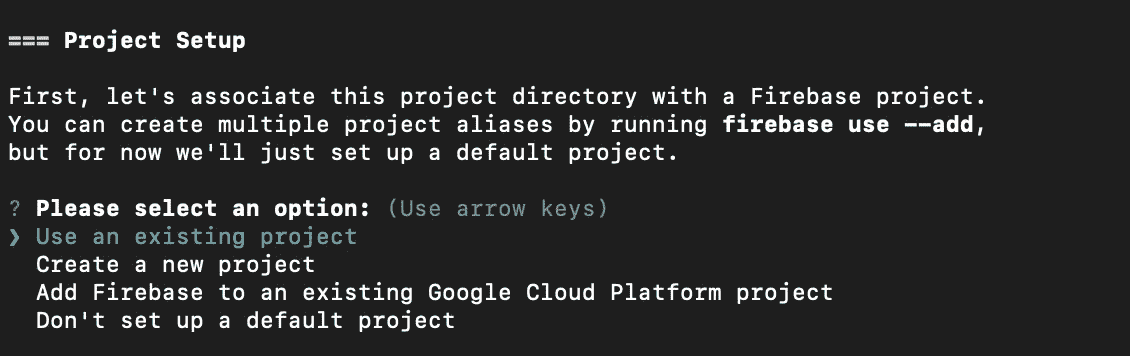 === Project Setup
First, let's associate this project directory with a Firebase project.
You can create multiple project aliases by running firebase use --add,
but for now we'll just set up a default project.
? Please select an option: (Use arrow keys)
❯ Use an existing project
Create a new project
Add Firebase to an existing Google Cloud Platform project
Don't set up a default project